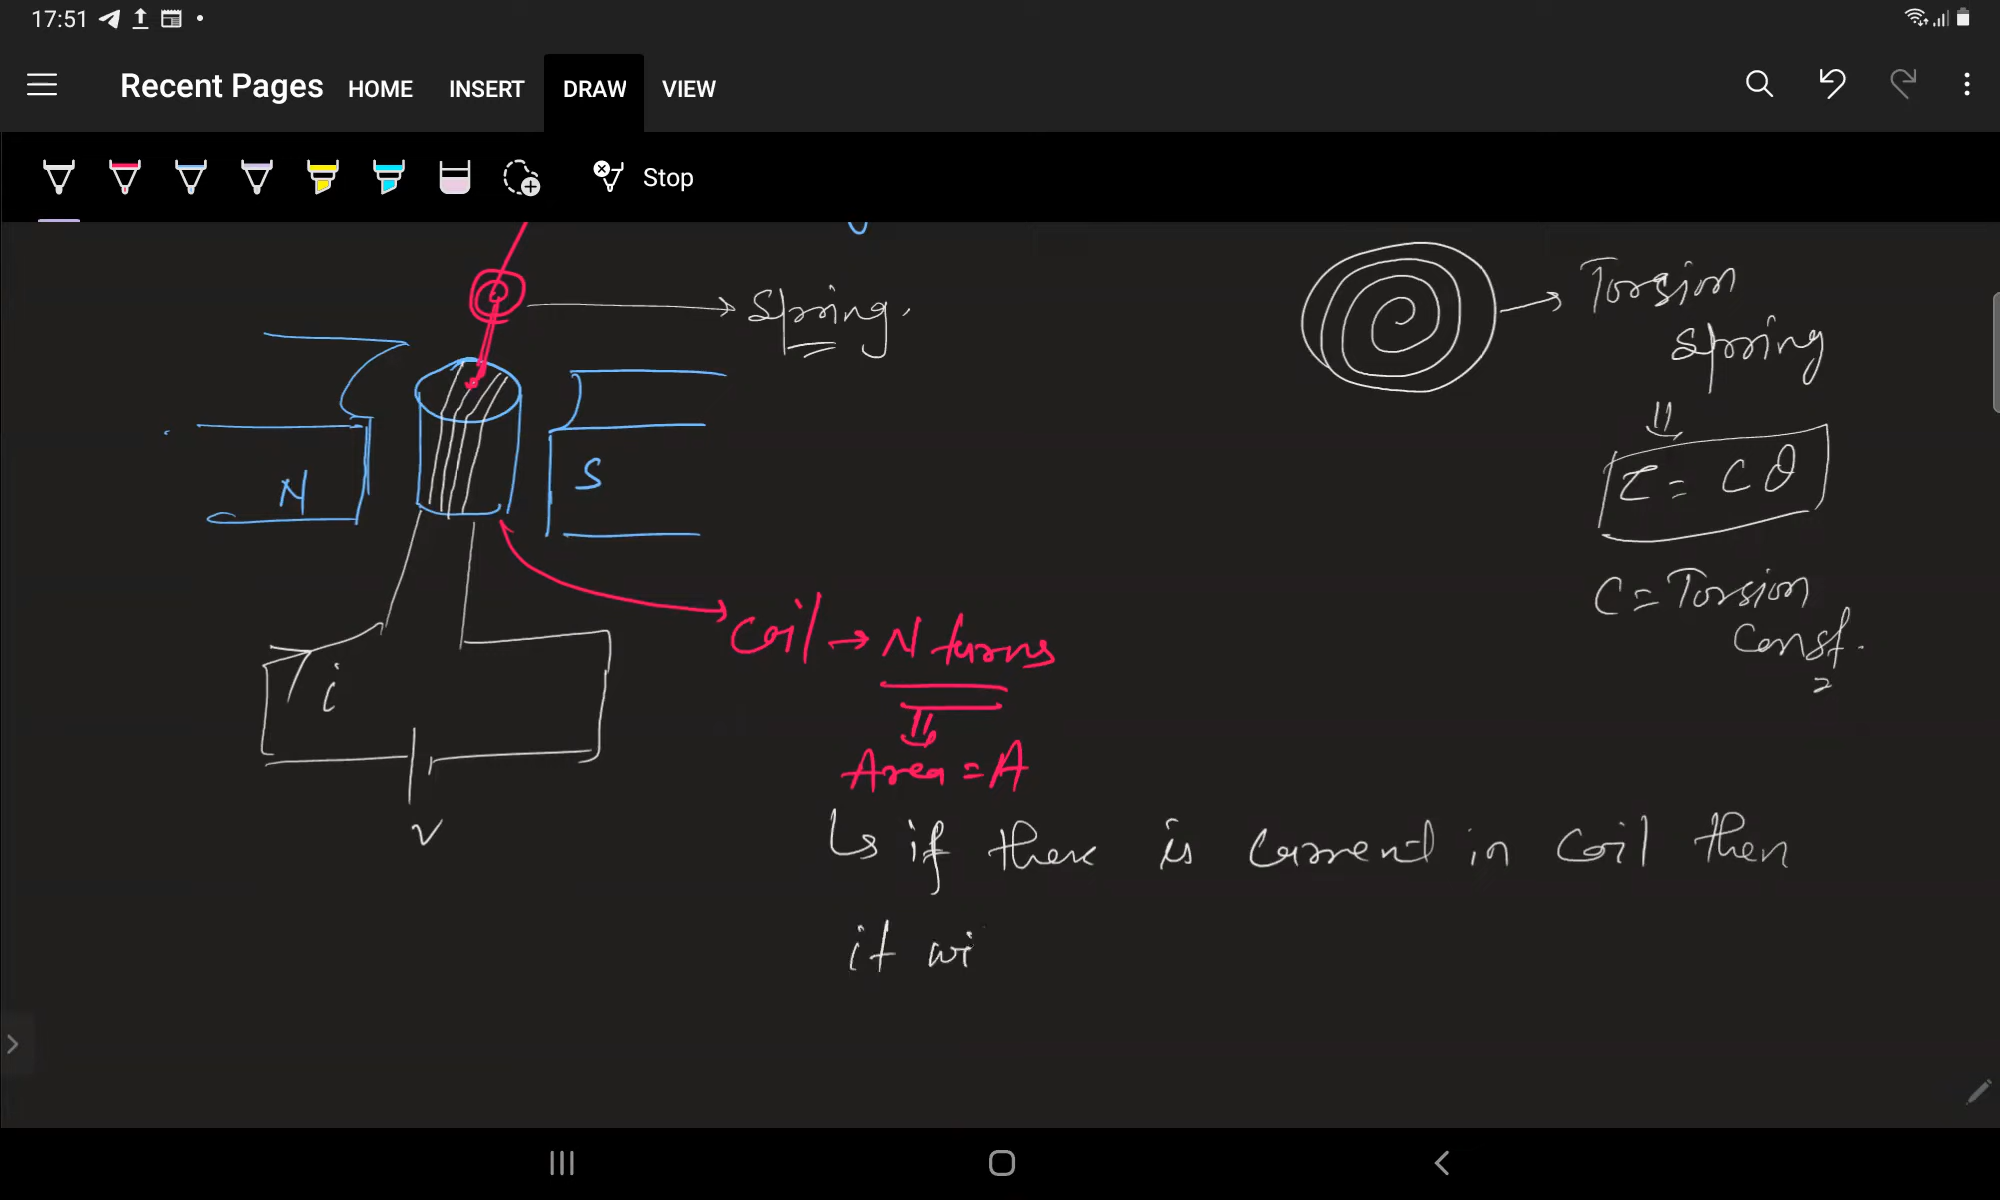 17:51
Recent Pages HOME INSERT DRAW VIEW
Stop
Spring.
Torsion
spring
τ = Cθ
C = Torsion
Const.
N
S
Coil → N turns
Area = A
i
V
↳ if there is current in Coil then
it wi